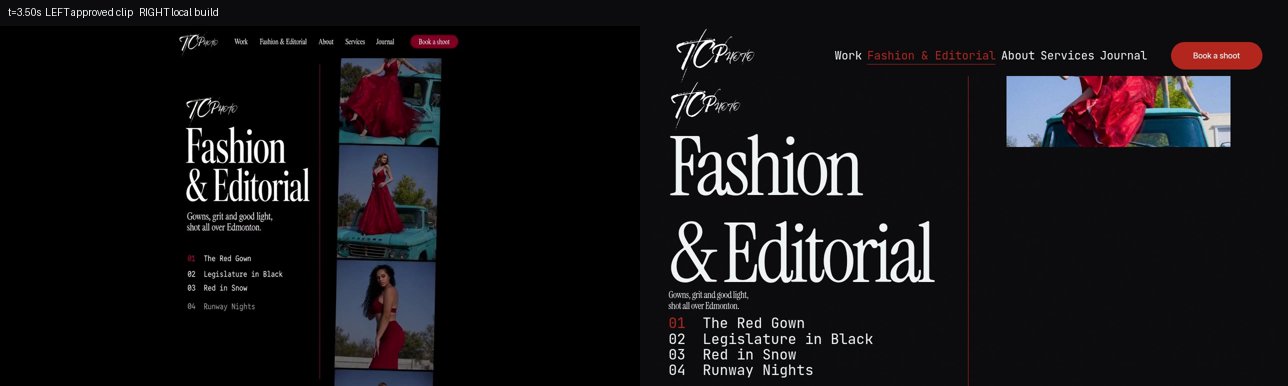 t=3.50s LEFT approved clip RIGHT local build
TCPHOTO
Work Fashion & Editorial About Services Journal Book a shoot
TCPHOTO
Fashion
& Editorial
Gowns, grit and good light,
shot all over Edmonton.
01 The Red Gown
02 Legislature in Black
03 Red in Snow
04 Runway Nights
TCPHOTO
Work Fashion & Editorial About Services Journal Book a shoot
TCPHOTO
Fashion
& Editorial
Gowns, grit and good light,
shot all over Edmonton.
01 The Red Gown
02 Legislature in Black
03 Red in Snow
04 Runway Nights